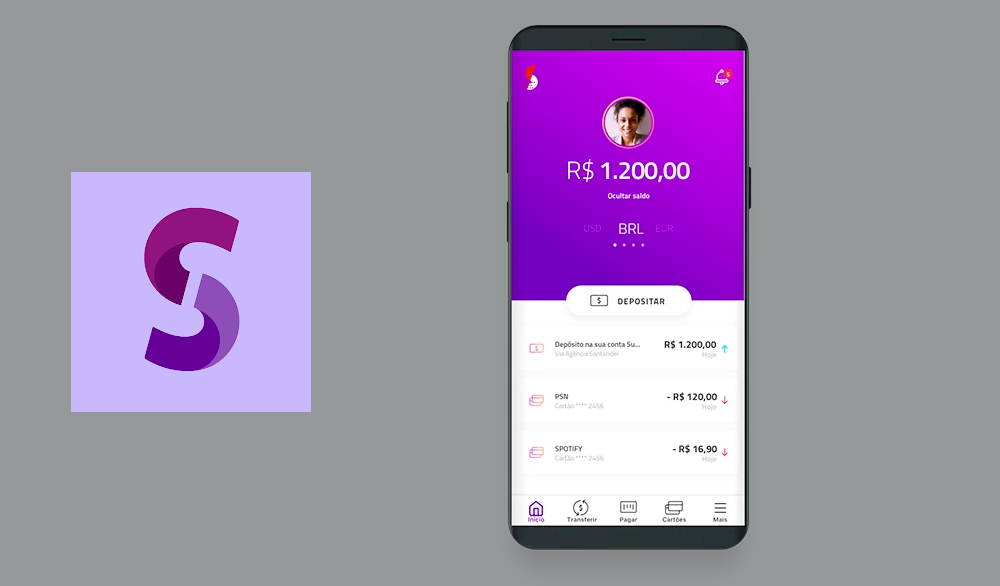 5
R$ 1.200,00
Ocultar saldo
USD BRL EUR
$ DEPOSITAR
Depósito na sua conta Su... R$ 1.200,00
Via Agência Santander Hoje
PSN - R$ 120,00
Cartão **** 2456 Hoje
SPOTIFY - R$ 16,90
Cartão **** 2456 Hoje
Início Transferir Pagar Cartões Mais